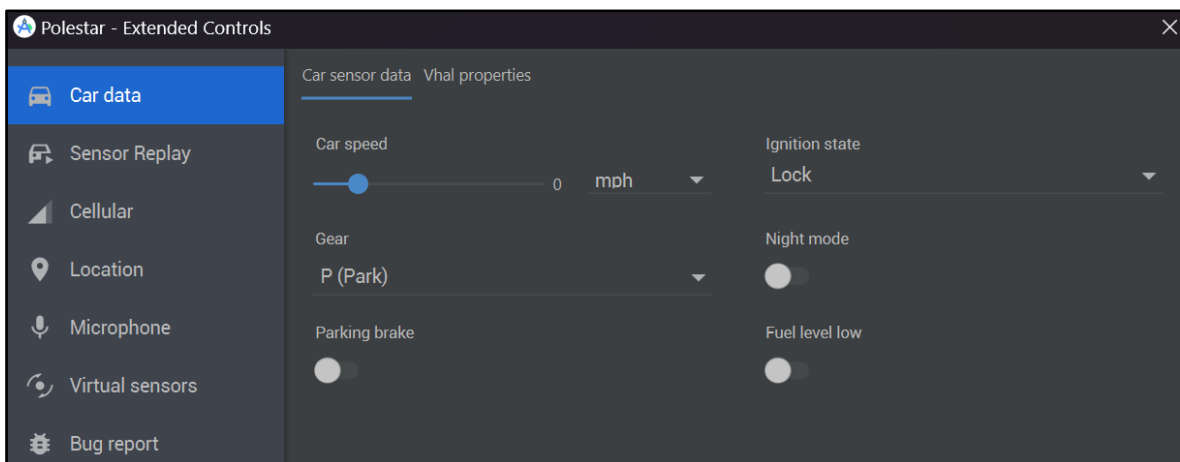 Polestar - Extended Controls
Car data
Sensor Replay
Cellular
Location
Microphone
Virtual sensors
Bug report
Car sensor data Vhal properties
Car speed
0 mph
Ignition state
Lock
Gear
P (Park)
Night mode
Parking brake
Fuel level low